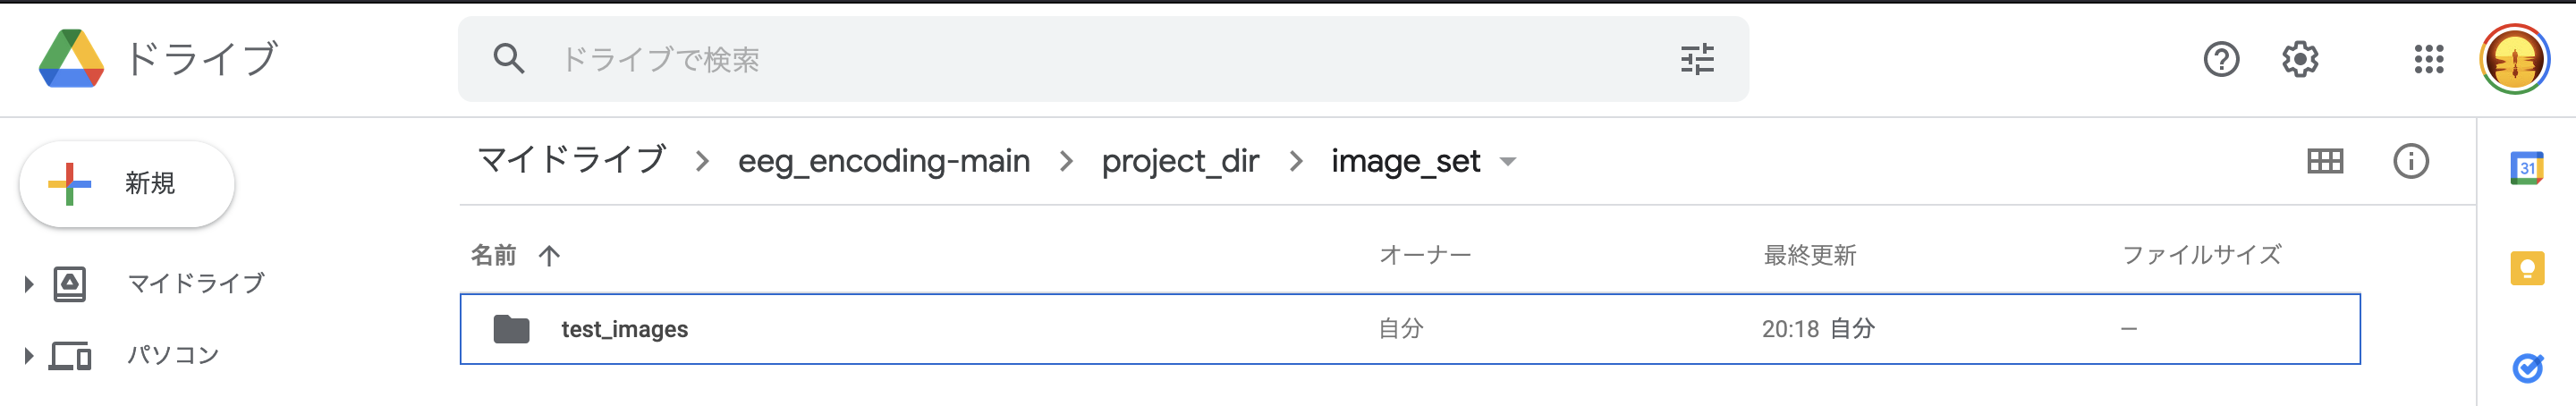 ドライブ
ドライブで検索
新規
マイドライブ
パソコン
マイドライブ > eeg_encoding-main > project_dir > image_set
名前 ↑ オーナー 最終更新 ファイルサイズ
test_images 自分 20:18 自分 —
31